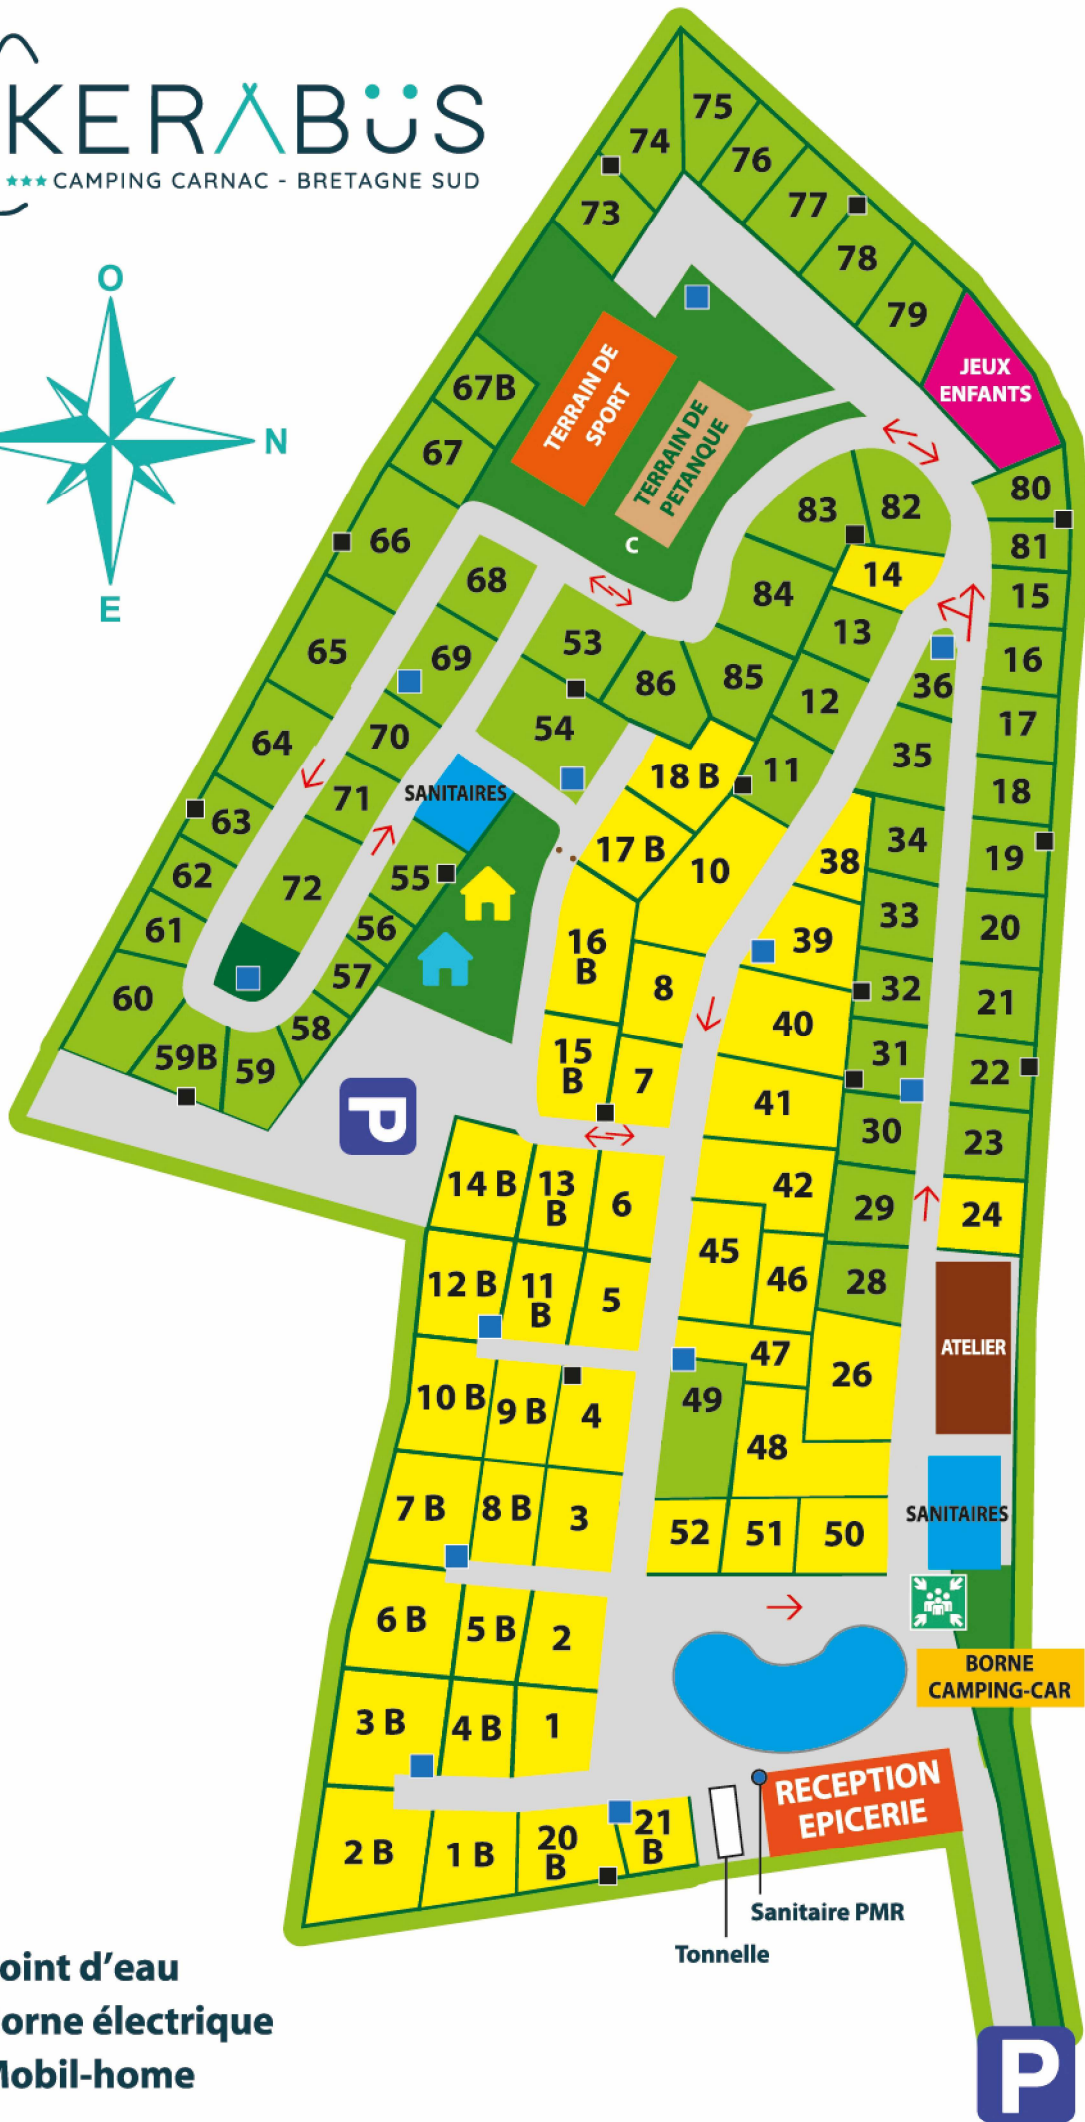 KERABUS
*** CAMPING CARNAC - BRETAGNE SUD
O
N
E
75
74
76
73
77
78
79
JEUX
ENFANTS
TERRAIN DE
SPORT
TERRAIN DE
PETANQUE
C
67B
67
66
68
65
69
64
70
63
71
62
72
61
60
59B
59
58
57
56
55
SANITAIRES
53
54
86
85
84
83
82
14
13
12
11
80
81
15
16
17
18
19
20
21
22
23
24
36
35
34
33
32
31
30
29
28
26
38
39
40
41
42
45
46
47
49
48
52
51
50
18 B
17 B
10
16
B
8
15
B
7
P
14 B
13
B
6
12 B
11
B
5
10 B
9 B
4
7 B
8 B
3
6 B
5 B
2
3 B
4 B
1
2 B
1 B
20
B
21
B
ATELIER
SANITAIRES
BORNE
CAMPING-CAR
RECEPTION
EPICERIE
Sanitaire PMR
Tonnelle
oint d'eau
orne électrique
Mobil-home
P